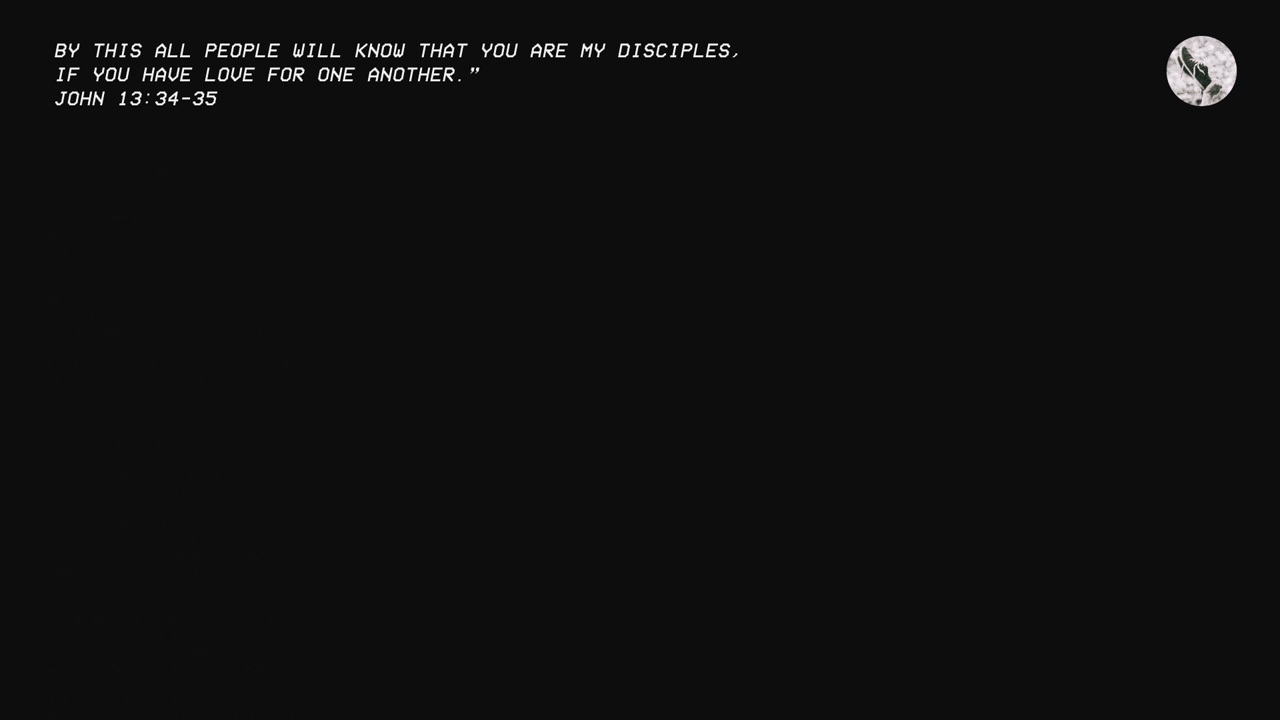 BY THIS ALL PEOPLE WILL KNOW THAT YOU ARE MY DISCIPLES,
IF YOU HAVE LOVE FOR ONE ANOTHER.”
JOHN 13:34-35